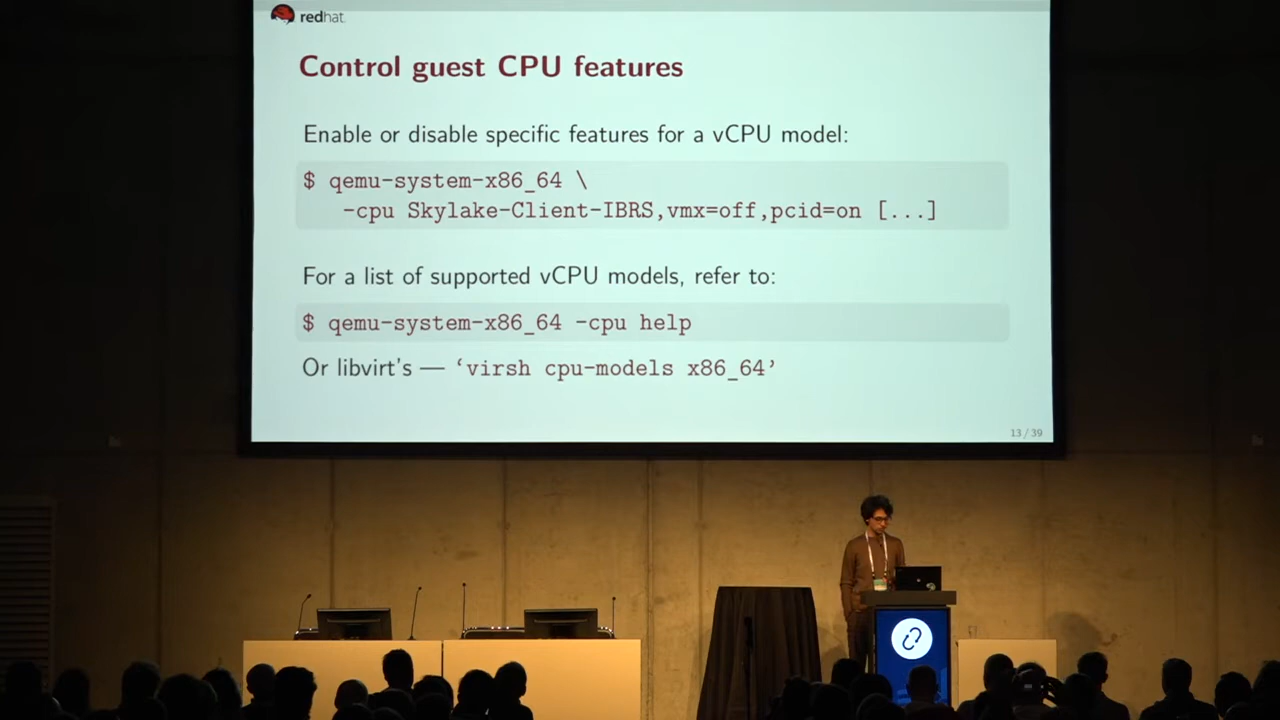 redhat.
Control guest CPU features
Enable or disable specific features for a vCPU model:
$ qemu-system-x86_64 \
-cpu Skylake-Client-IBRS,vmx=off,pcid=on [...]
For a list of supported vCPU models, refer to:
$ qemu-system-x86_64 -cpu help
Or libvirt's — ‘virsh cpu-models x86_64’
13 / 39